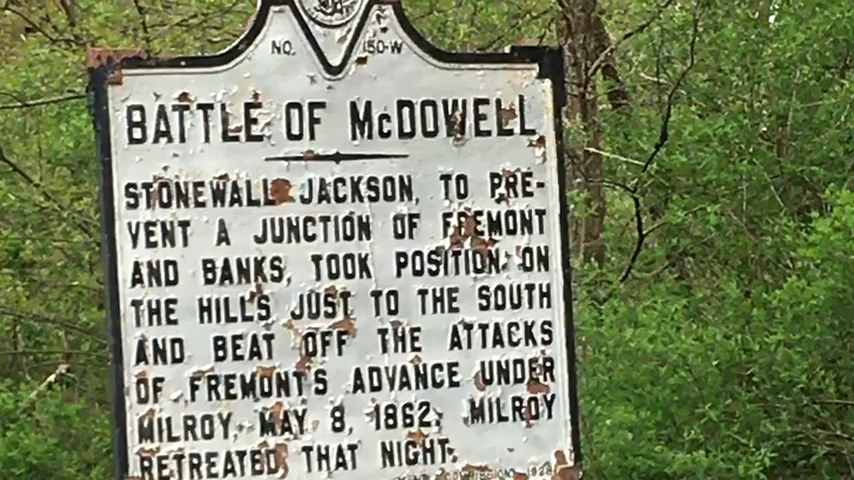 NO. 150-W
BATTLE OF McDOWELL
STONEWALL JACKSON, TO PRE-
VENT A JUNCTION OF FREMONT
AND BANKS, TOOK POSITION ON
THE HILLS JUST TO THE SOUTH
AND BEAT OFF THE ATTACKS
OF FREMONT'S ADVANCE UNDER
MILROY, MAY 8, 1862. MILROY
RETREATED THAT NIGHT.
COMMISSION, 1928